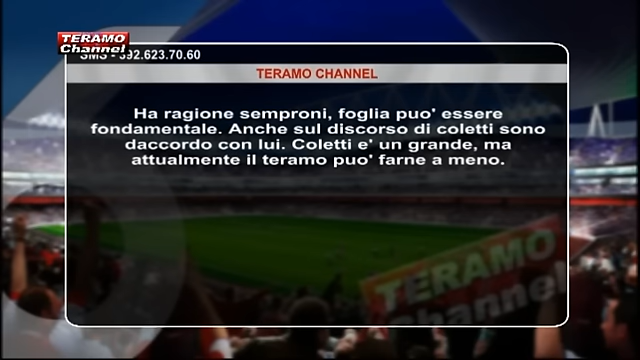 TERAMO
Channel
SMS - 392.623.70.60
TERAMO CHANNEL
Ha ragione semproni, foglia puo' essere
fondamentale. Anche sul discorso di coletti sono
daccordo con lui. Coletti e' un grande, ma
attualmente il teramo puo' farne a meno.
TERAMO
Channel